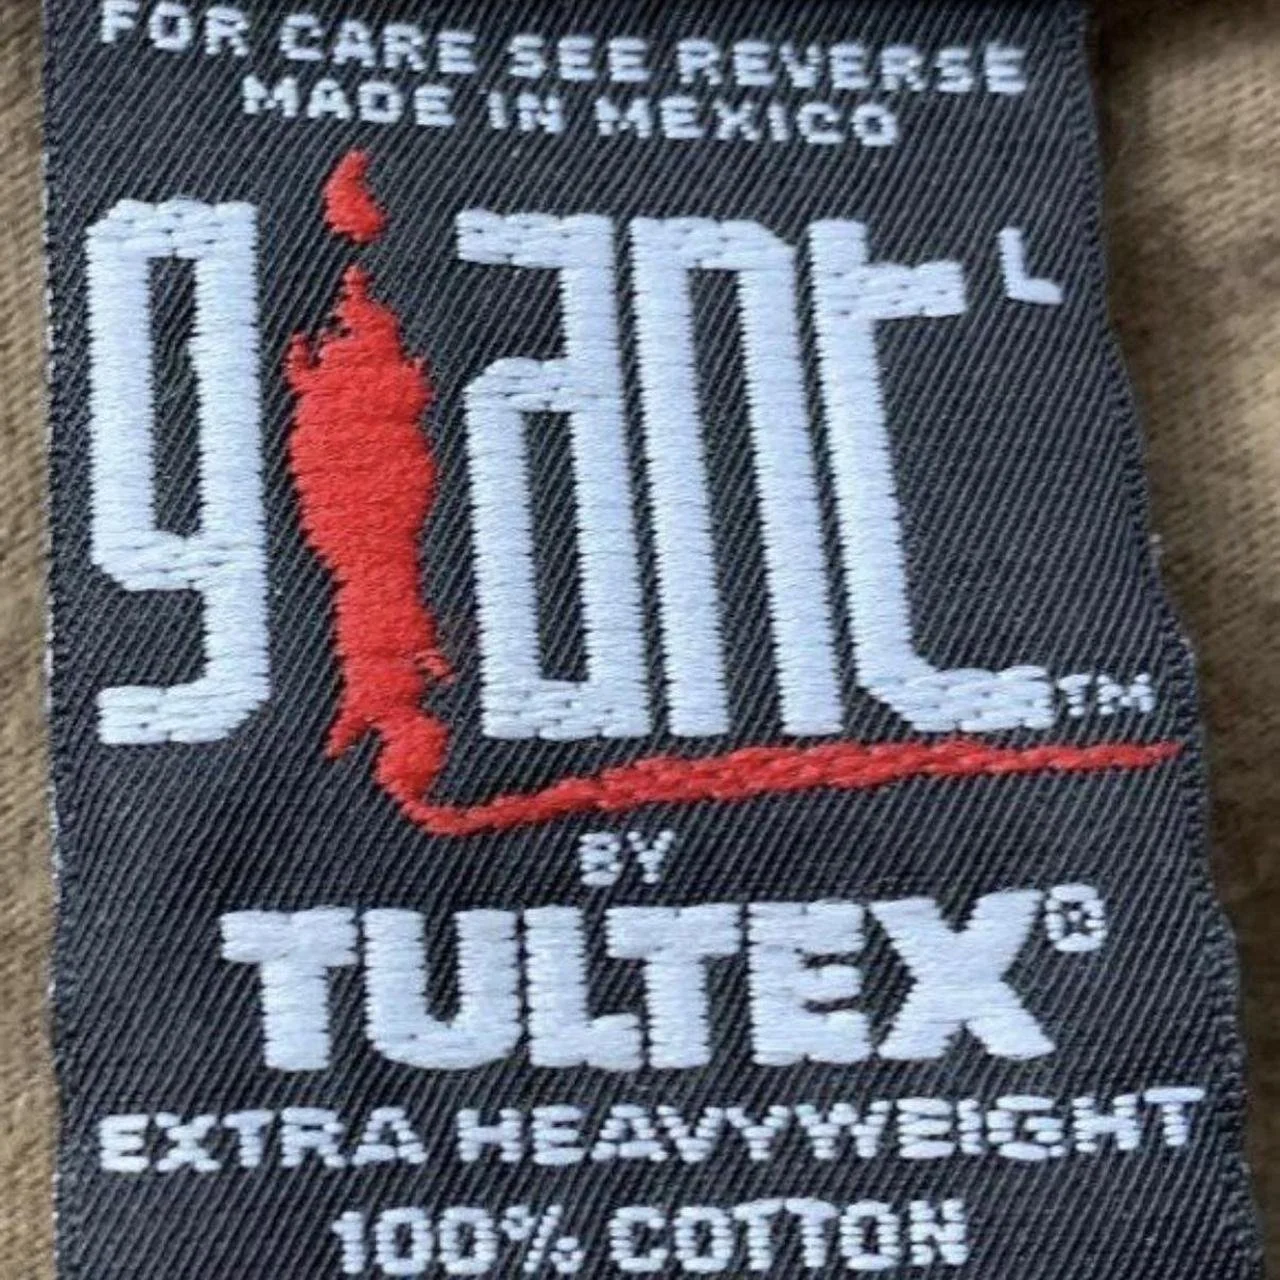 FOR CARE SEE REVERSE
MADE IN MEXICO
giant L
TM
BY
TULTEX®
EXTRA HEAVYWEIGHT
100% COTTON